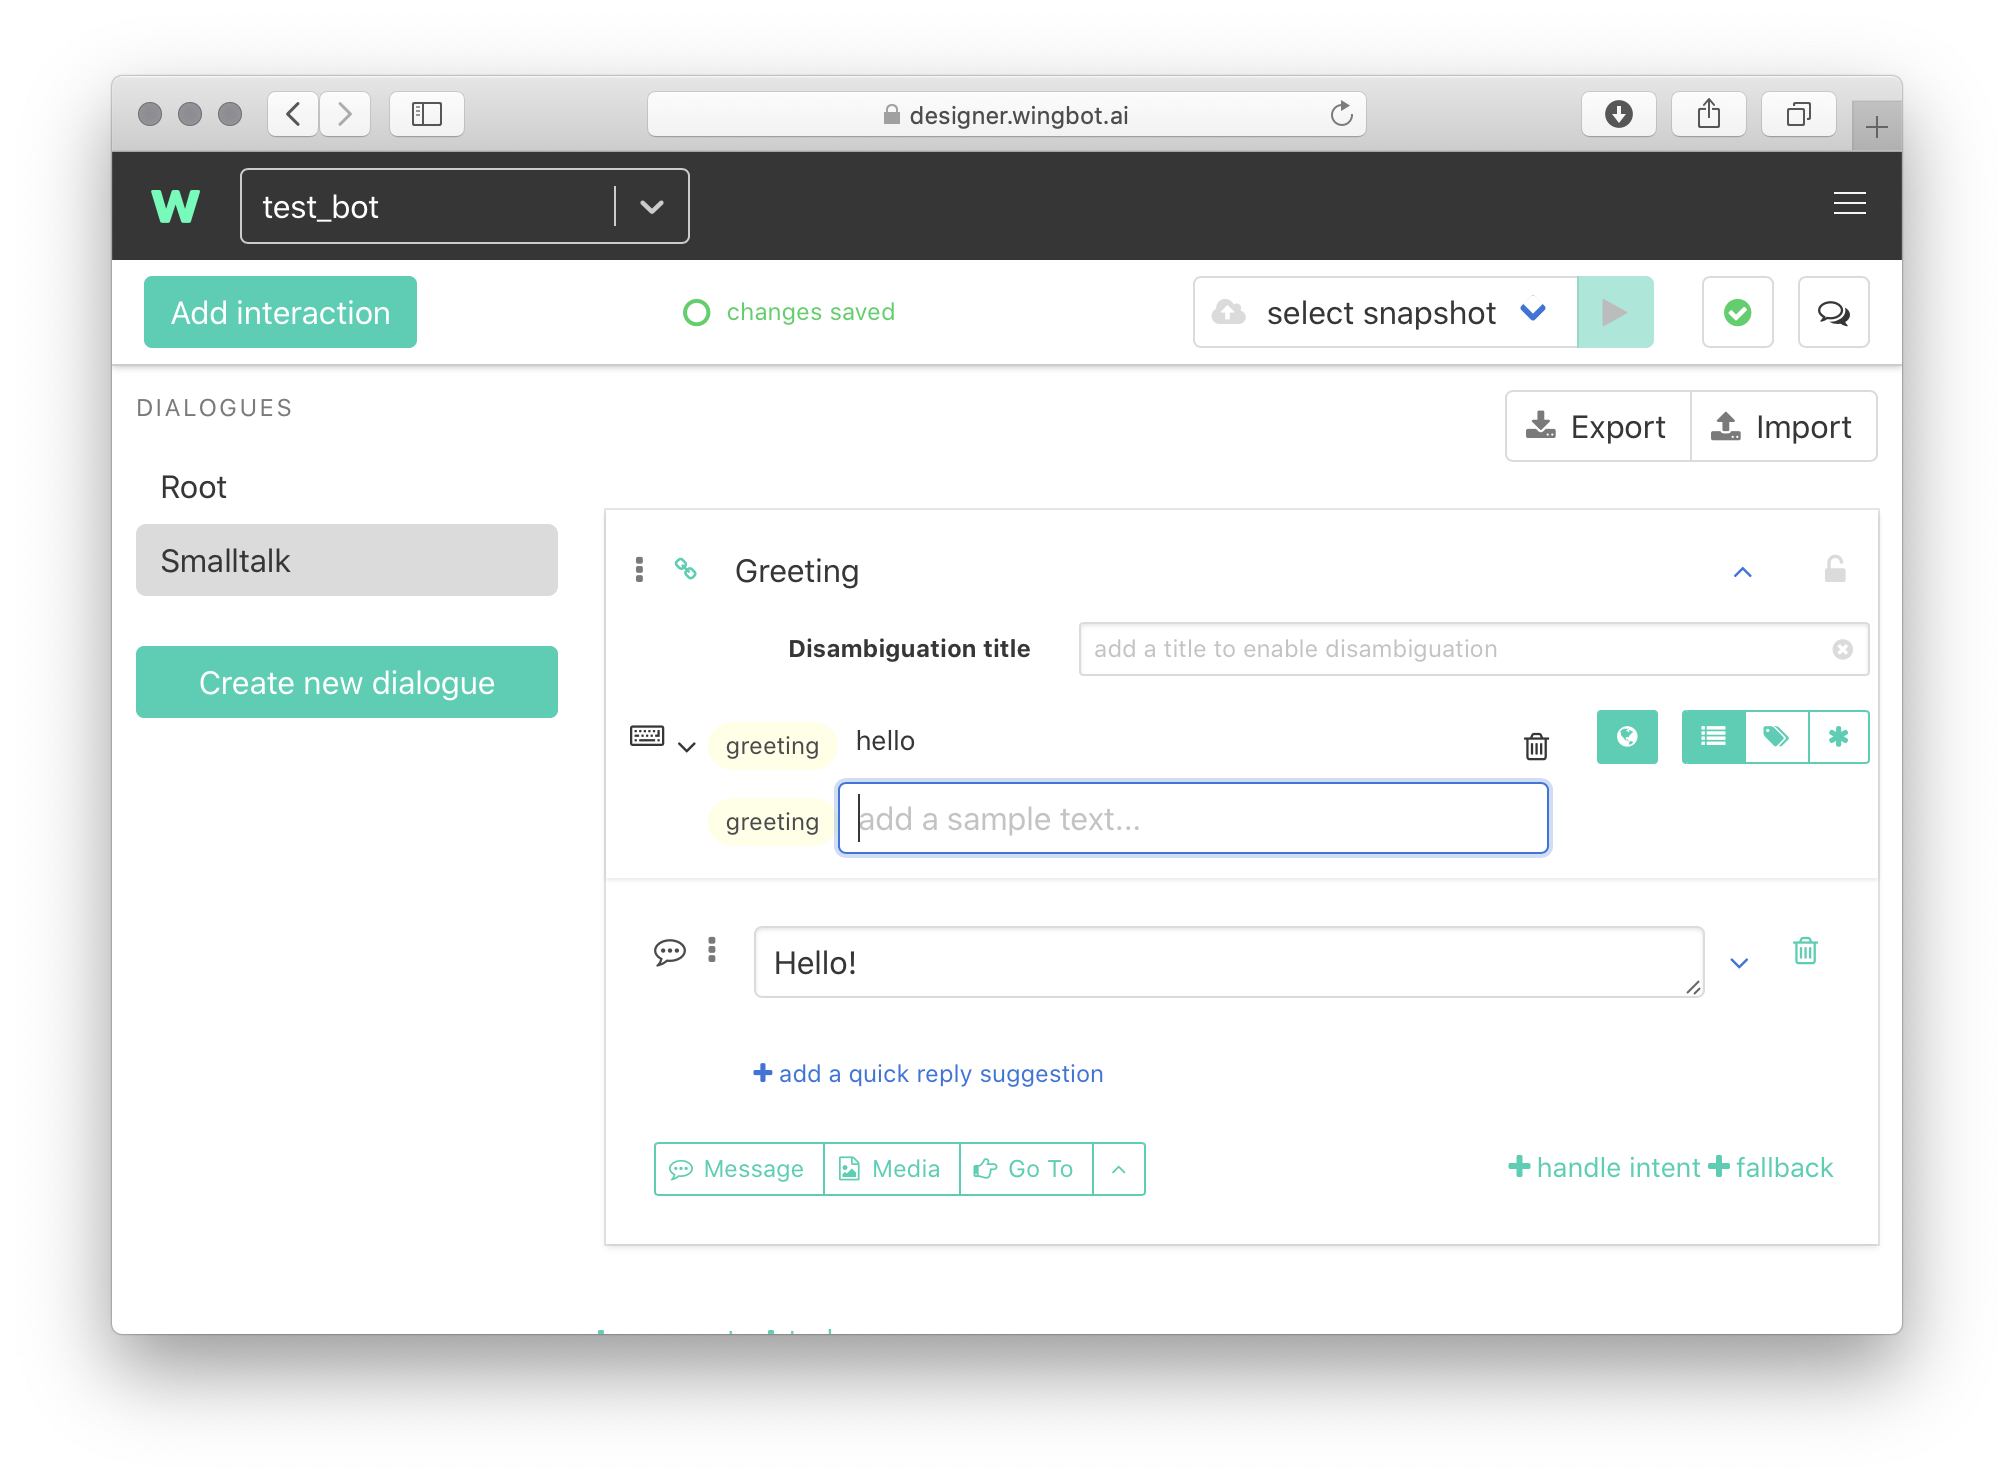 designer.wingbot.ai
W test_bot
Add interaction
changes saved
select snapshot
DIALOGUES
Export
Import
Root
Smalltalk
Create new dialogue
Greeting
Disambiguation title
add a title to enable disambiguation
greeting hello
greeting add a sample text...
Hello!
add a quick reply suggestion
Message
Media
Go To
handle intent
fallback